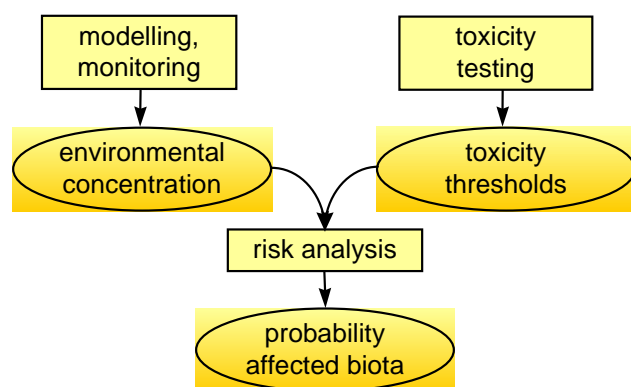 modelling,
monitoring
toxicity
testing
environmental
concentration
toxicity
thresholds
risk analysis
probability
affected biota